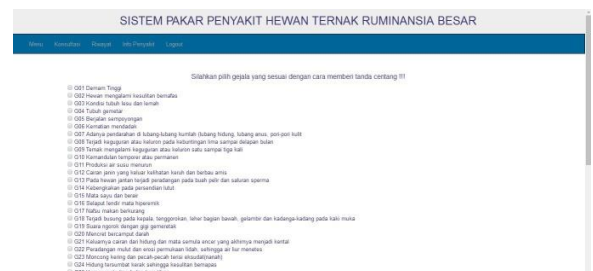 SISTEM PAKAR PENYAKIT HEWAN TERNAK RUMINANSIA BESAR
Menu Konsultasi Riwayat Info Penyakit Logout
Silahkan pilih gejala yang sesuai dengan cara memberi tanda centang !!!
G01 Demam Tinggi
G02 Hewan mengalami kesulitan bernafas
G03 Kondisi tubuh lesu dan lemah
G04 Tubuh gemetar
G05 Berjalan sempoyongan
G06 Kematian mendadak
G07 Adanya pendarahan di lubang-lubang kumlah (lubang hidung, lubang anus, pori-pori kulit
G08 Terjadi keguguran atau keluron pada kebuntingan lima sampai delapan bulan
G09 Ternak mengalami keguguran atau keluron satu sampai tiga kali
G10 Kemandulan temporer atau permanen
G11 Produksi air susu menurun
G12 Cairan janin yang keluar kelihatan keruh dan berbau amis
G13 Pada hewan jantan terjadi peradangan pada buah pelir dan saluran sperma
G14 Kebengkakan pada persendian lutut
G15 Mata sayu dan berair
G16 Selaput lendir mata hiperemik
G17 Nafsu makan berkurang
G18 Terjadi busung pada kepala, tenggorokan, leher bagian bawah, gelambir dan kadanga-kadang pada kaki muka
G19 Suara ngorok dengan gigi gemeretak
G20 Mencret bercamput darah
G21 Keluarnya cairan dari hidung dan mata semula encer yang akhirnya menjadi kental
G22 Peradangan mulut dan erosi permukaan lidah, sehingga air liur menetes
G23 Moncong kering dan pecah-pecah terisi eksudat(nanah)
G24 Hidung tersumbat kerak sehingga kesulitan bernapas